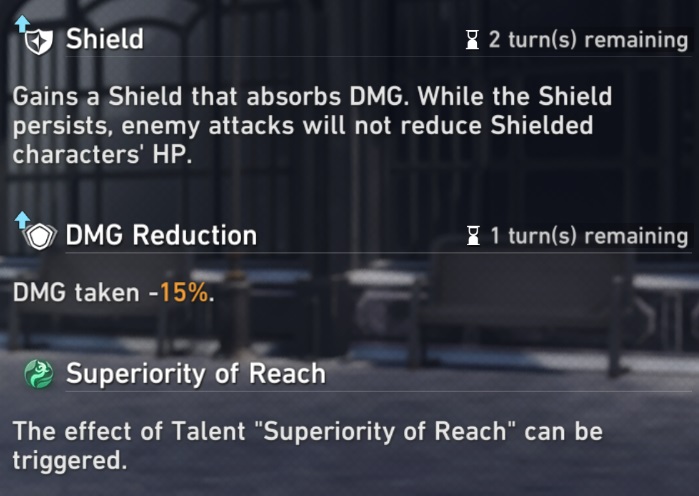 Shield
2 turn(s) remaining
Gains a Shield that absorbs DMG. While the Shield
persists, enemy attacks will not reduce Shielded
characters' HP.
DMG Reduction
1 turn(s) remaining
DMG taken -15%.
Superiority of Reach
The effect of Talent "Superiority of Reach" can be
triggered.